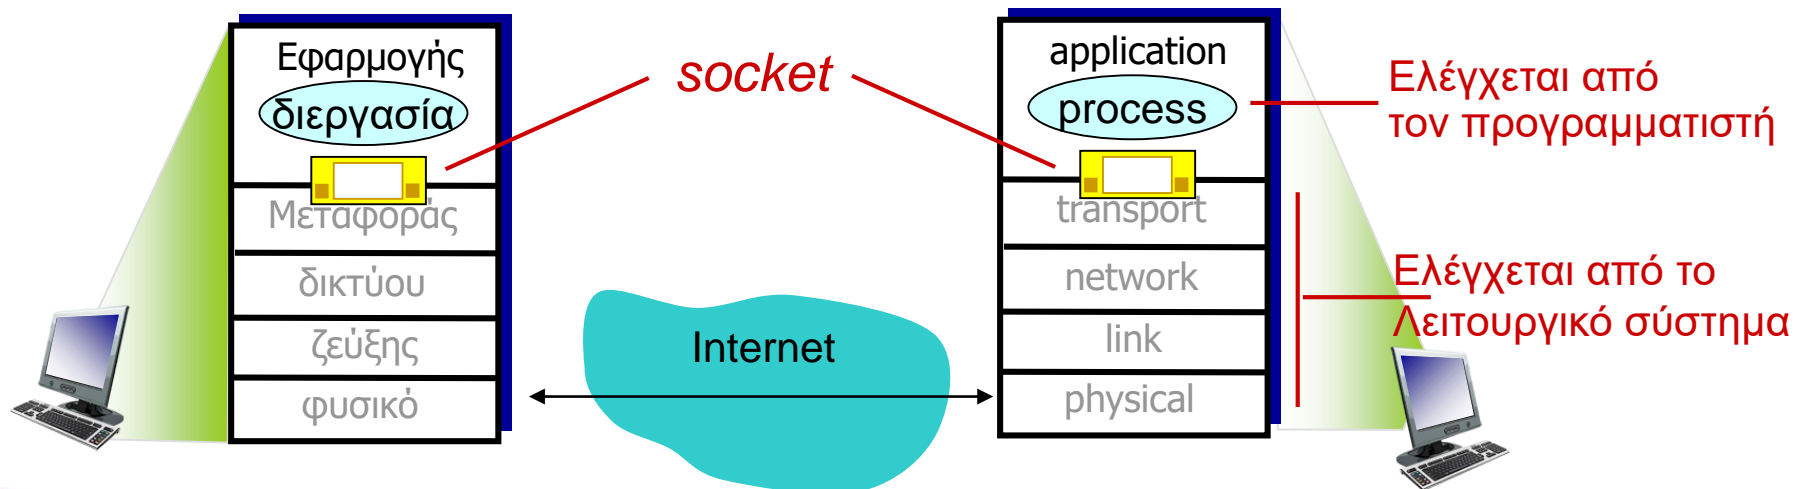 Εφαρμογής
διεργασία
Μεταφοράς
δικτύου
ζεύξης
φυσικό
socket
Internet
application
process
transport
network
link
physical
Ελέγχεται από
τον προγραμματιστή
Ελέγχεται από το
Λειτουργικό σύστημα